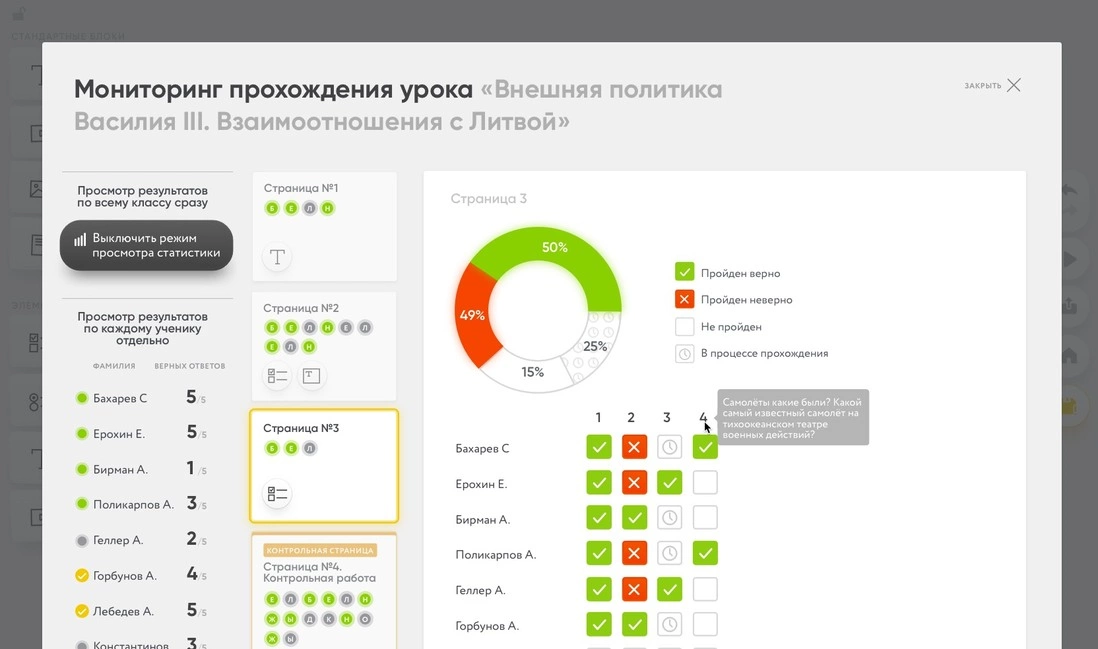 СТАНДАРТНЫЕ БЛОКИ
Мониторинг прохождения урока «Внешняя политика
Василия III. Взаимоотношения с Литвой»
ЗАКРЫТЬ
Просмотр результатов
по всему классу сразу
Выключить режим
просмотра статистики
Просмотр результатов
по каждому ученику
отдельно
ФАМИЛИЯ ВЕРНЫХ ОТВЕТОВ
Бахарев С 5/5
Ерохин Е. 5/5
Бирман А. 1/5
Поликарпов А. 3/5
Геллер А. 2/5
Горбунов А. 4/5
Лебедев А. 5/5
Константинов 3/5
Страница №1
Б Е Л Н
T
Страница №2
Б Е Л Н Е Л
Е Л Н
T
Страница №3
Б Е Л
КОНТРОЛЬНАЯ СТРАНИЦА
Страница №4.
Контрольная работа
Е Л Б Е Л Н
Ж Ы Д К Н О
Ж Ы
Страница 3
50%
49%
25%
15%
Пройден верно
Пройден неверно
Не пройден
В процессе прохождения
1 2 3 4
Самолёты какие были? Какой
самый известный самолёт на
тихоокеанском театре
военных действий?
Бахарев С
Ерохин Е.
Бирман А.
Поликарпов А.
Геллер А.
Горбунов А.